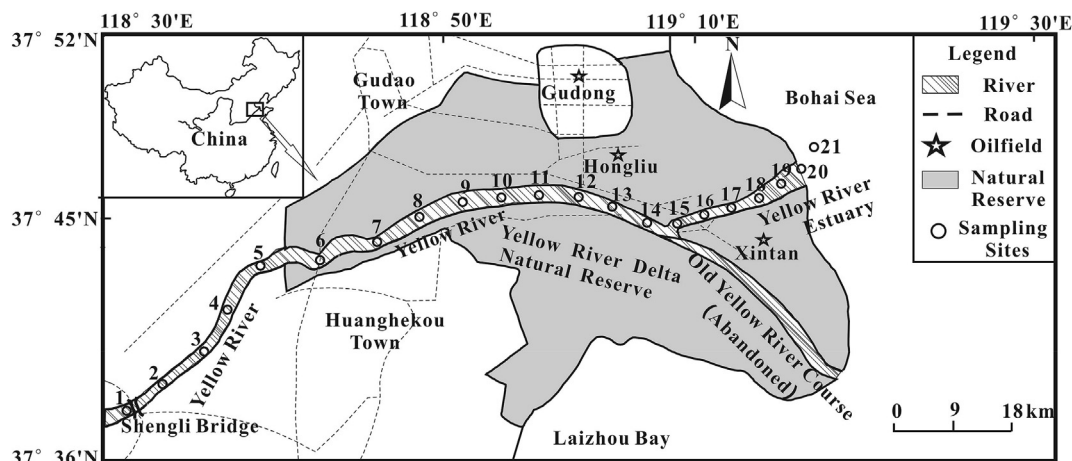 118° 30′E
118° 50′E
119° 10′E
119° 30′E
37° 52′N
37° 45′N
37° 36′N
China
Gudao
Town
Gudong
Hongliu
N
Bohai Sea
Legend
River
Road
Oilfield
Natural
Reserve
Sampling
Sites
1
2
3
4
5
6
7
8
9
10
11
12
13
14
15
16
17
18
19
20
21
Yellow River
Yellow River
Yellow River
Estuary
Xintan
Yellow River Delta
Natural Reserve
Old Yellow River Course
(Abandoned)
Huanghekou
Town
Shengli Bridge
Laizhou Bay
0 9 18 km